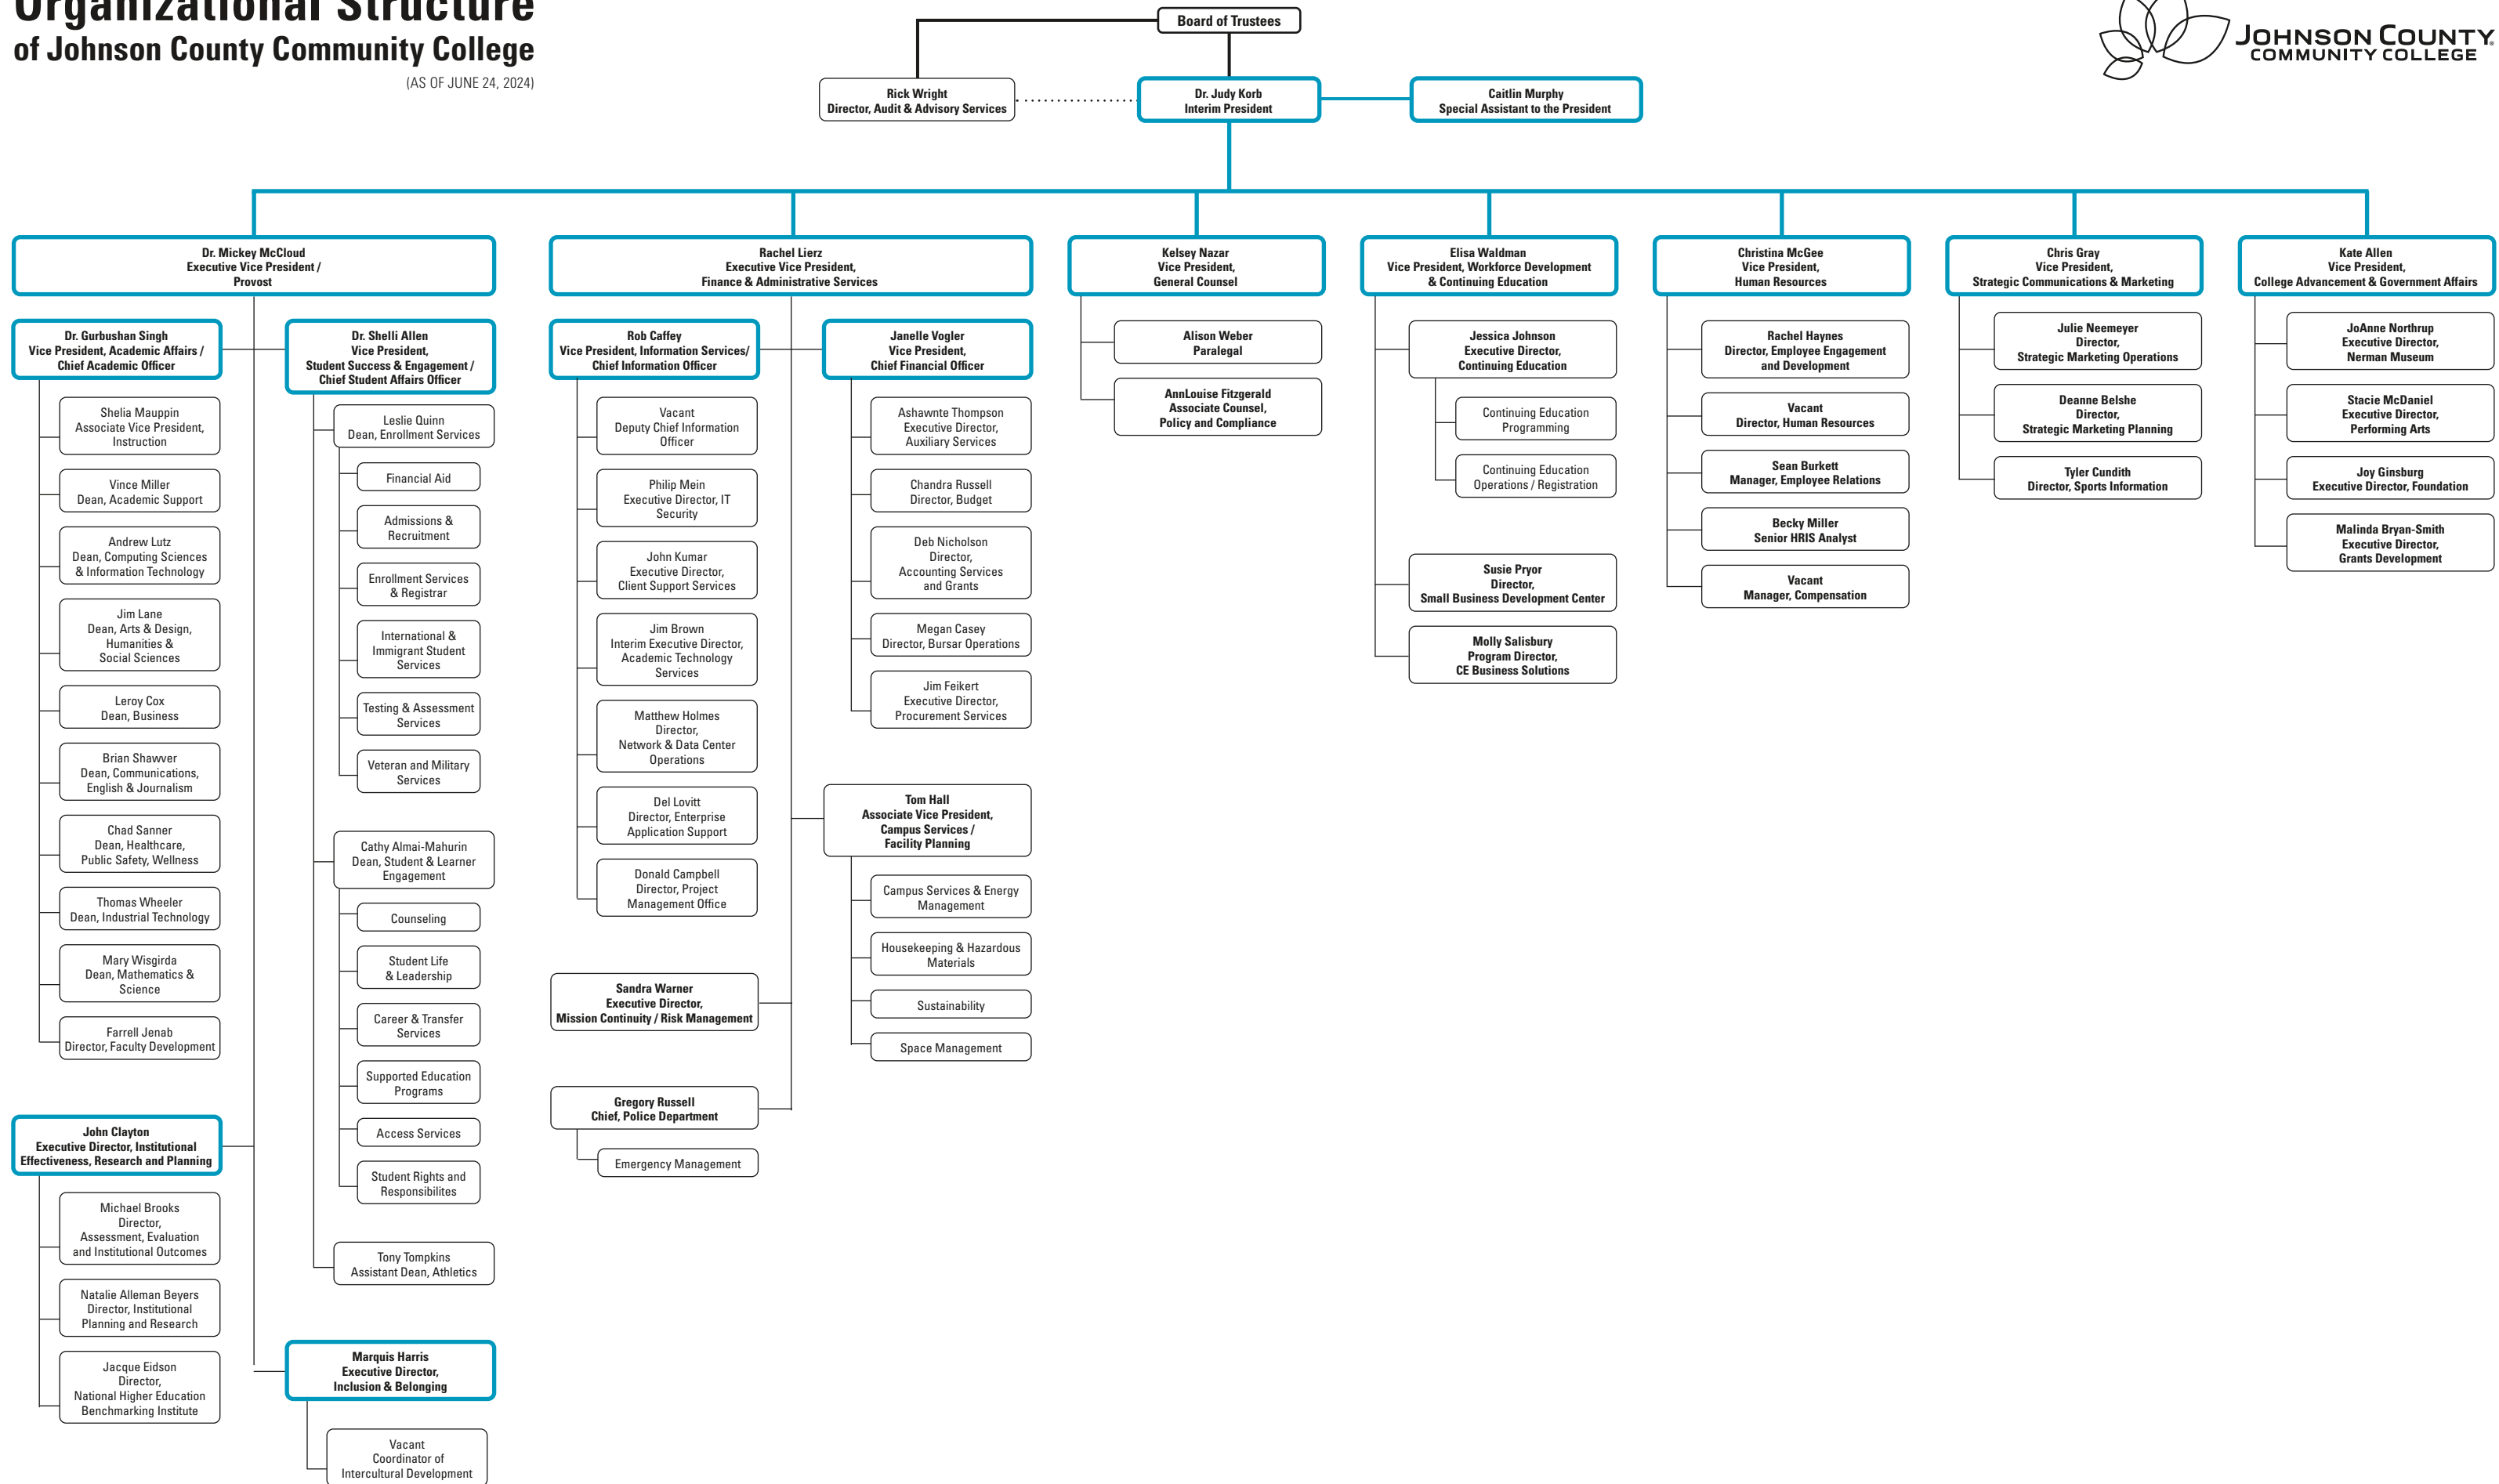 Organizational Structure
of Johnson County Community College
(AS OF JUNE 24, 2024)
JOHNSON COUNTY
COMMUNITY COLLEGE
Board of Trustees
Rick Wright
Director, Audit & Advisory Services
Dr. Judy Korb
Interim President
Caitlin Murphy
Special Assistant to the President
Dr. Mickey McCloud
Executive Vice President /
Provost
Dr. Gurbushan Singh
Vice President, Academic Affairs /
Chief Academic Officer
Shelia Mauppin
Associate Vice President,
Instruction
Vince Miller
Dean, Academic Support
Andrew Lutz
Dean, Computing Sciences
& Information Technology
Jim Lane
Dean, Arts & Design,
Humanities &
Social Sciences
Leroy Cox
Dean, Business
Brian Shawver
Dean, Communications,
English & Journalism
Chad Sanner
Dean, Healthcare,
Public Safety, Wellness
Thomas Wheeler
Dean, Industrial Technology
Mary Wisgirda
Dean, Mathematics &
Science
Farrell Jenab
Director, Faculty Development
John Clayton
Executive Director, Institutional
Effectiveness, Research and Planning
Michael Brooks
Director,
Assessment, Evaluation
and Institutional Outcomes
Natalie Alleman Beyers
Director, Institutional
Planning and Research
Jacque Eidson
Director,
National Higher Education
Benchmarking Institute
Dr. Shelli Allen
Vice President,
Student Success & Engagement /
Chief Student Affairs Officer
Leslie Quinn
Dean, Enrollment Services
Financial Aid
Admissions &
Recruitment
Enrollment Services
& Registrar
International &
Immigrant Student
Services
Testing & Assessment
Services
Veteran and Military
Services
Cathy Almai-Mahurin
Dean, Student & Learner
Engagement
Counseling
Student Life
& Leadership
Career & Transfer
Services
Supported Education
Programs
Access Services
Student Rights and
Responsibilites
Tony Tompkins
Assistant Dean, Athletics
Marquis Harris
Executive Director,
Inclusion & Belonging
Vacant
Coordinator of
Intercultural Development
Rachel Lierz
Executive Vice President,
Finance & Administrative Services
Rob Caffey
Vice President, Information Services/
Chief Information Officer
Vacant
Deputy Chief Information
Officer
Philip Mein
Executive Director, IT
Security
John Kumar
Executive Director,
Client Support Services
Jim Brown
Interim Executive Director,
Academic Technology
Services
Matthew Holmes
Director,
Network & Data Center
Operations
Del Lovitt
Director, Enterprise
Application Support
Donald Campbell
Director, Project
Management Office
Sandra Warner
Executive Director,
Mission Continuity / Risk Management
Gregory Russell
Chief, Police Department
Emergency Management
Janelle Vogler
Vice President,
Chief Financial Officer
Ashawnte Thompson
Executive Director,
Auxiliary Services
Chandra Russell
Director, Budget
Deb Nicholson
Director,
Accounting Services
and Grants
Megan Casey
Director, Bursar Operations
Jim Feikert
Executive Director,
Procurement Services
Tom Hall
Associate Vice President,
Campus Services /
Facility Planning
Campus Services & Energy
Management
Housekeeping & Hazardous
Materials
Sustainability
Space Management
Kelsey Nazar
Vice President,
General Counsel
Alison Weber
Paralegal
AnnLouise Fitzgerald
Associate Counsel,
Policy and Compliance
Elisa Waldman
Vice President, Workforce Development
& Continuing Education
Jessica Johnson
Executive Director,
Continuing Education
Continuing Education
Programming
Continuing Education
Operations / Registration
Susie Pryor
Director,
Small Business Development Center
Molly Salisbury
Program Director,
CE Business Solutions
Christina McGee
Vice President,
Human Resources
Rachel Haynes
Director, Employee Engagement
and Development
Vacant
Director, Human Resources
Sean Burkett
Manager, Employee Relations
Becky Miller
Senior HRIS Analyst
Vacant
Manager, Compensation
Chris Gray
Vice President,
Strategic Communications & Marketing
Julie Neemeyer
Director,
Strategic Marketing Operations
Deanne Belshe
Director,
Strategic Marketing Planning
Tyler Cundith
Director, Sports Information
Kate Allen
Vice President,
College Advancement & Government Affairs
JoAnne Northrup
Executive Director,
Nerman Museum
Stacie McDaniel
Executive Director,
Performing Arts
Joy Ginsburg
Executive Director, Foundation
Malinda Bryan-Smith
Executive Director,
Grants Development